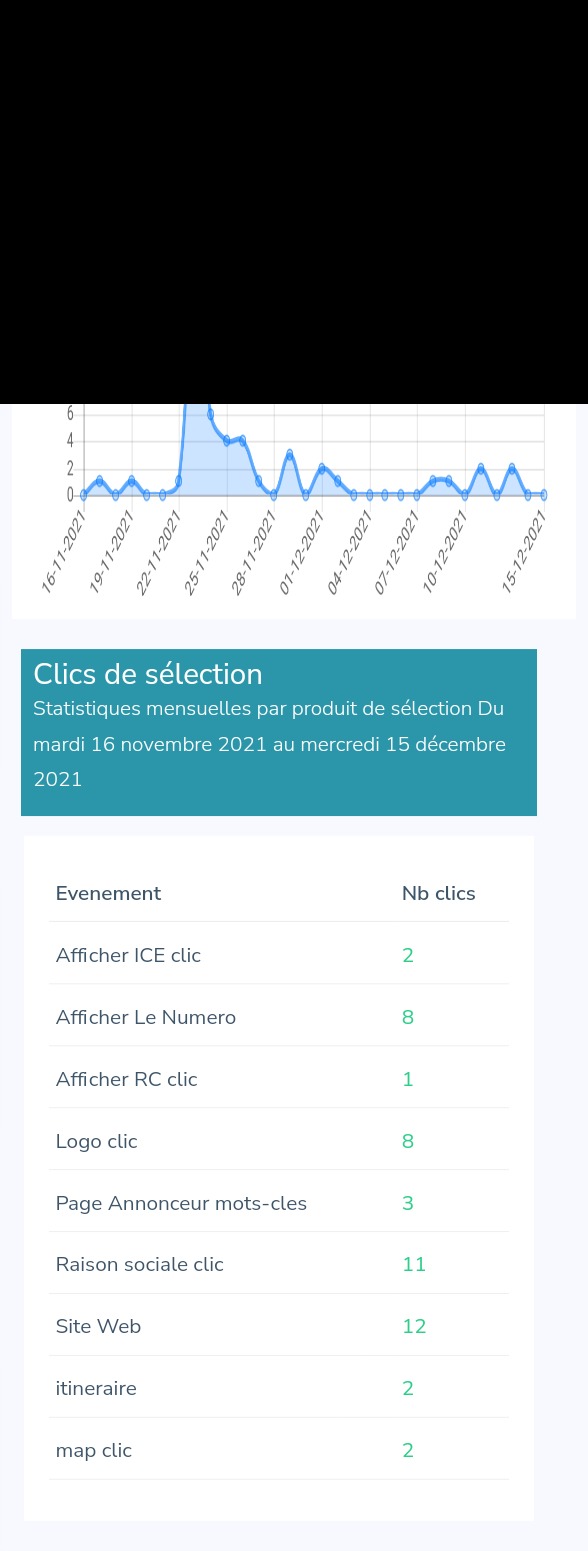 6
4
2
0
16-11-2021
19-11-2021
22-11-2021
25-11-2021
28-11-2021
01-12-2021
04-12-2021
07-12-2021
10-12-2021
15-12-2021
Clics de sélection
Statistiques mensuelles par produit de sélection Du
mardi 16 novembre 2021 au mercredi 15 décembre
2021
Evenement Nb clics
Afficher ICE clic 2
Afficher Le Numero 8
Afficher RC clic 1
Logo clic 8
Page Annonceur mots-cles 3
Raison sociale clic 11
Site Web 12
itineraire 2
map clic 2